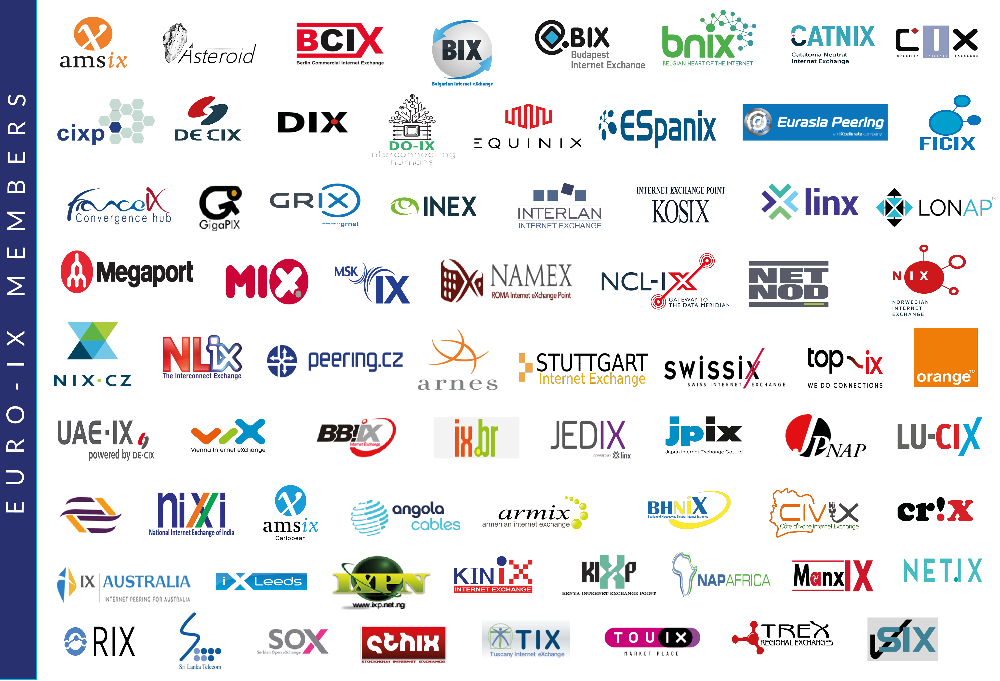 EURO-IX MEMBERS
amsix
Asteroid
BCIX
Berlin Commercial Internet Exchange
BIX
Bulgarian Internet eXchange
BIX
Budapest
Internet Exchange
bnix
BELGIAN HEART OF THE INTERNET
CATNIX
Catalonia Neutral
Internet Exchange
CIX
Croatian Internet eXchange
cixp
DE CIX
DIX
DO-IX
Interconnecting
humans
EQUINIX
ESpanix
Eurasia Peering
an IXcellerate company
FICIX
franceIX
Convergence hub
GigaPIX
GRIX
POWERED BY grnet
INEX
INTERLAN
INTERNET EXCHANGE
INTERNET EXCHANGE POINT
KOSIX
linx
LONAP™
Megaport
MIX
MSK
IX
NAMEX
ROMA Internet eXchange Point
NCL-IX
GATEWAY TO
THE DATA MERIDIAN
NET
NOD
NIX
NORWEGIAN
INTERNET
EXCHANGE
NIX·CZ
NLix
The Interconnect Exchange
peering.cz
arnes
STUTTGART
Internet Exchange
swissix
SWISS INTERNET EXCHANGE
top-ix
WE DO CONNECTIONS
orange™
UAE·IX
powered by DE-CIX
vix
Vienna Internet eXchange
BB!IX
Internet Exchange
ix.br
JEDIX
POWERED BY linx
jpix
Japan Internet Exchange Co., Ltd.
JPNAP
LU-CIX
niXi
National Internet Exchange of India
amsix
Caribbean
angola
cables
armix
armenian internet exchange
BHNiX
Bosnia and Herzegovina Neutral Internet Exchange
CIVIX
Côte d'Ivoire Internet Exchange
cr!x
IX AUSTRALIA
INTERNET PEERING FOR AUSTRALIA
iX Leeds
IXPN
www.ixp.net.ng
KINiX
INTERNET EXCHANGE
KIXP
KENYA INTERNET EXCHANGE POINT
NAPAFRICA
ManxIX
NET.IX
RIX
Sri Lanka Telecom
SOX
Serbian Open eXchange
sthix
STOCKHOLM INTERNET EXCHANGE
TIX
Tuscany Internet eXchange
TOUIX
MARKET PLACE
TREX
REGIONAL EXCHANGES
SIX